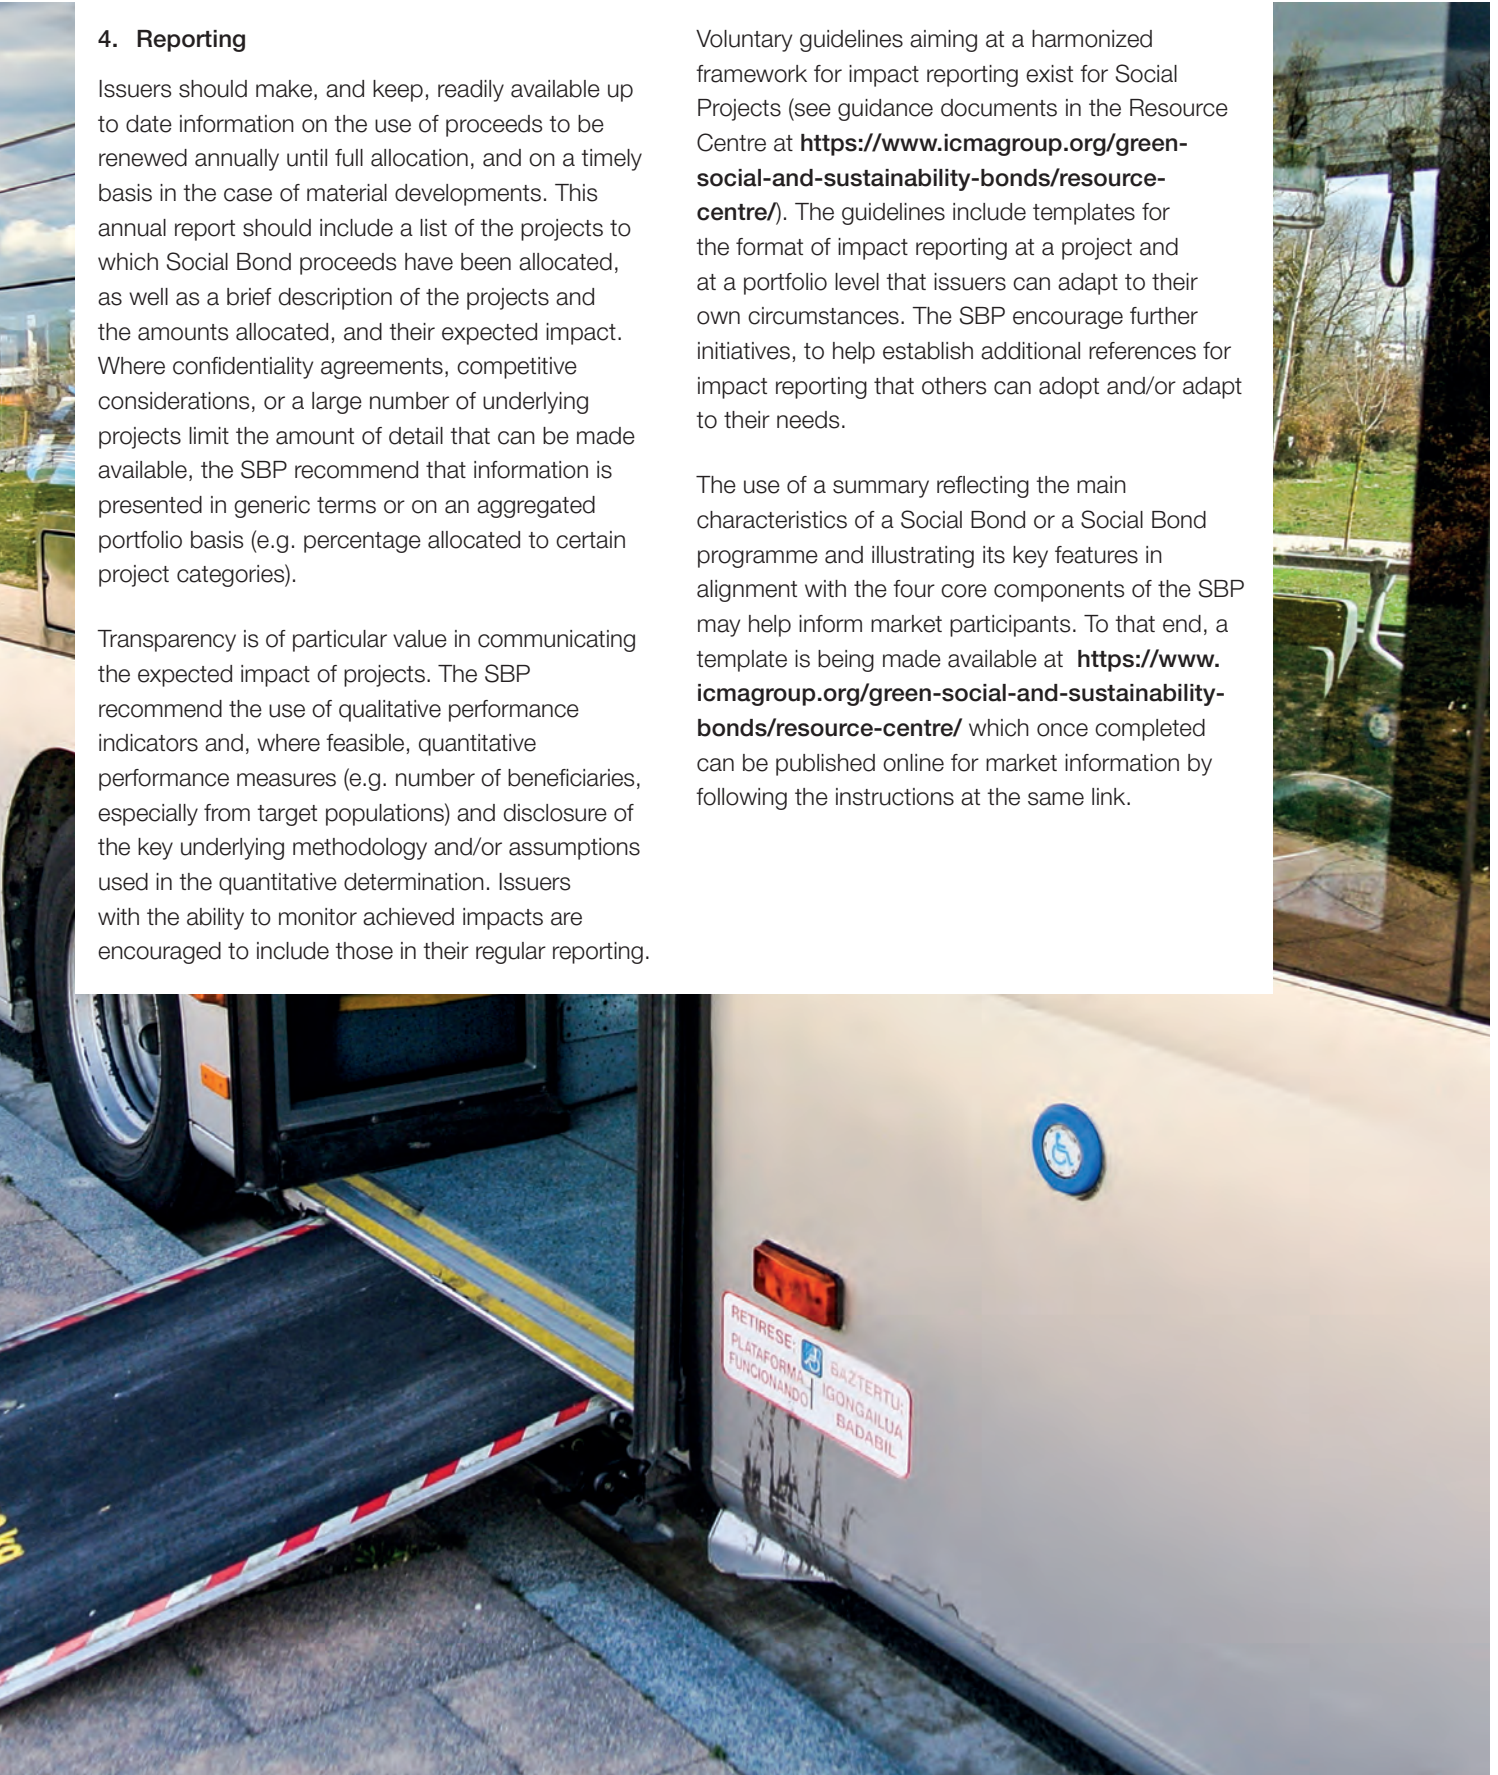 4. Reporting
Issuers should make, and keep, readily available up
to date information on the use of proceeds to be
renewed annually until full allocation, and on a timely
basis in the case of material developments. This
annual report should include a list of the projects to
which Social Bond proceeds have been allocated,
as well as a brief description of the projects and
the amounts allocated, and their expected impact.
Where confidentiality agreements, competitive
considerations, or a large number of underlying
projects limit the amount of detail that can be made
available, the SBP recommend that information is
presented in generic terms or on an aggregated
portfolio basis (e.g. percentage allocated to certain
project categories).
Transparency is of particular value in communicating
the expected impact of projects. The SBP
recommend the use of qualitative performance
indicators and, where feasible, quantitative
performance measures (e.g. number of beneficiaries,
especially from target populations) and disclosure of
the key underlying methodology and/or assumptions
used in the quantitative determination. Issuers
with the ability to monitor achieved impacts are
encouraged to include those in their regular reporting.
Voluntary guidelines aiming at a harmonized
framework for impact reporting exist for Social
Projects (see guidance documents in the Resource
Centre at https://www.icmagroup.org/green-
social-and-sustainability-bonds/resource-
centre/). The guidelines include templates for
the format of impact reporting at a project and
at a portfolio level that issuers can adapt to their
own circumstances. The SBP encourage further
initiatives, to help establish additional references for
impact reporting that others can adopt and/or adapt
to their needs.
The use of a summary reflecting the main
characteristics of a Social Bond or a Social Bond
programme and illustrating its key features in
alignment with the four core components of the SBP
may help inform market participants. To that end, a
template is being made available at https://www.
icmagroup.org/green-social-and-sustainability-
bonds/resource-centre/ which once completed
can be published online for market information by
following the instructions at the same link.
RETIRESE:
PLATAFORMA
FUNCIONANDO
BAZTERTU:
IGONGAILUA
BADABIL
kg